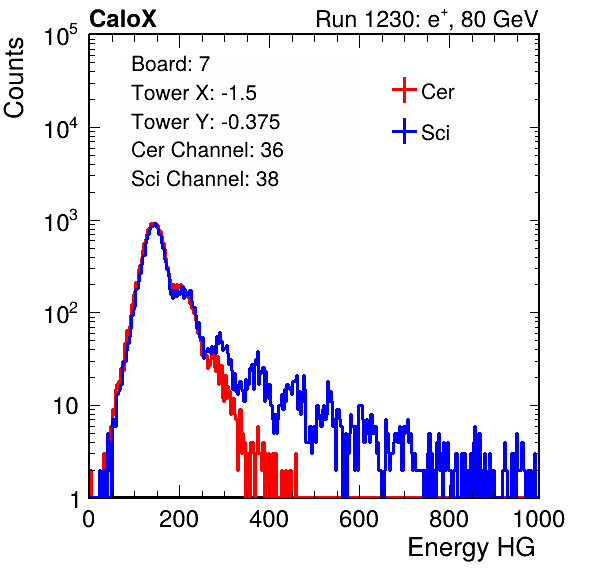 CaloX Run 1230: e⁺, 80 GeV
Counts
Board: 7
Tower X: -1.5
Tower Y: -0.375
Cer Channel: 36
Sci Channel: 38
Cer
Sci
10⁵
10⁴
10³
10²
10
1
0 200 400 600 800 1000
Energy HG